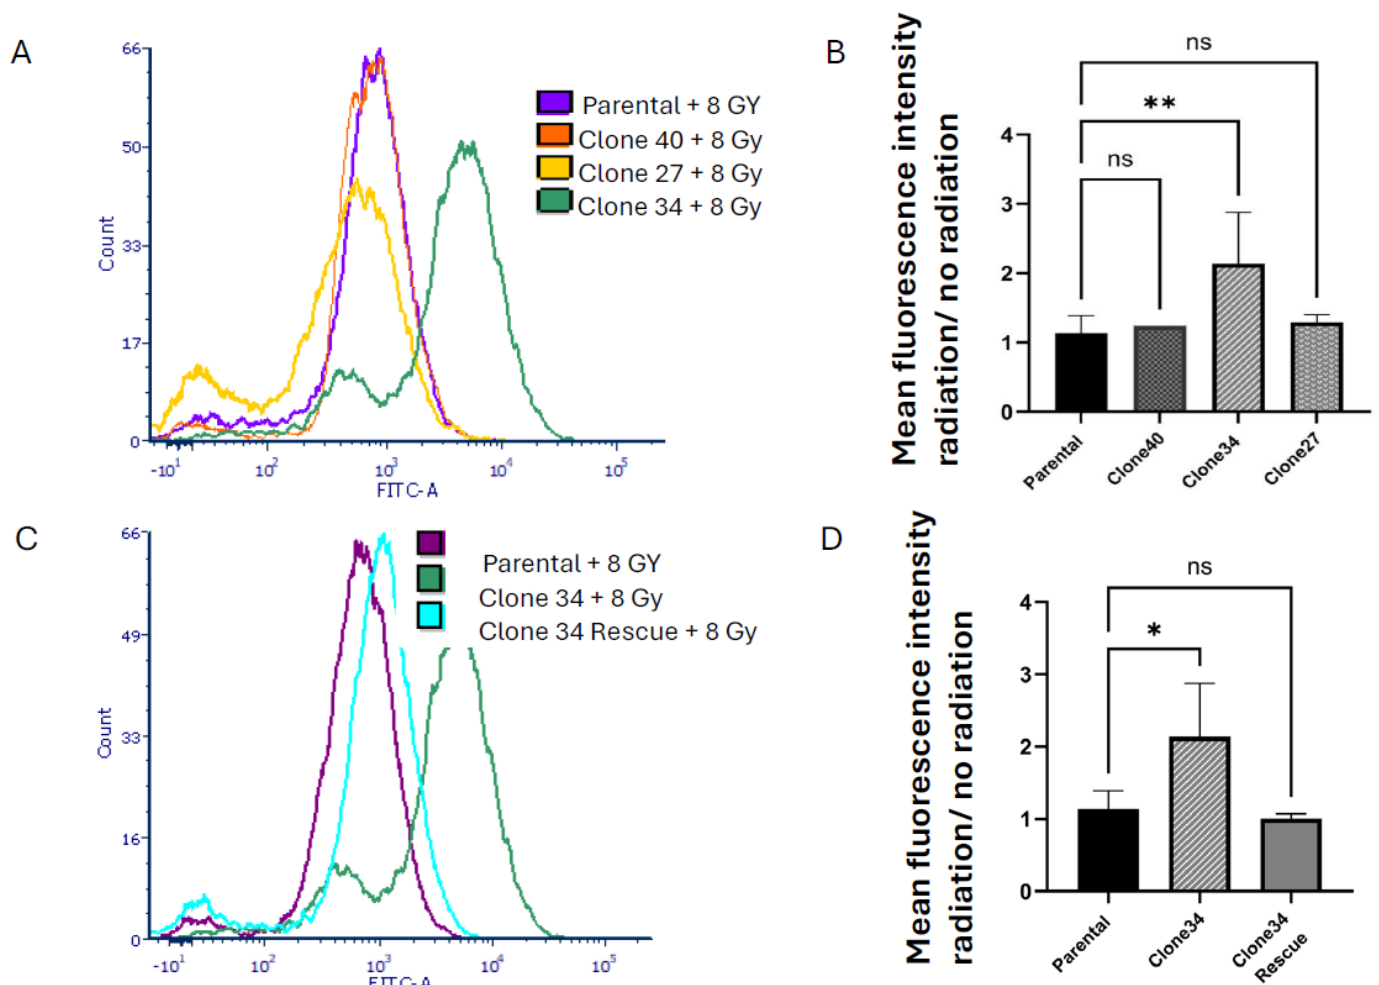 A
66
50
33
17
0
Count
-10¹ 10² 10³ 10⁴ 10⁵
FITC-A
Parental + 8 GY
Clone 40 + 8 Gy
Clone 27 + 8 Gy
Clone 34 + 8 Gy
B
Mean fluorescence intensity
radiation/ no radiation
ns
**
ns
4
3
2
1
0
Parental
Clone40
Clone34
Clone27
C
66
49
33
16
0
Count
-10¹ 10² 10³ 10⁴ 10⁵
FITC-A
Parental + 8 GY
Clone 34 + 8 Gy
Clone 34 Rescue + 8 Gy
D
Mean fluorescence intensity
radiation/ no radiation
ns
*
4
3
2
1
0
Parental
Clone34
Clone34
Rescue